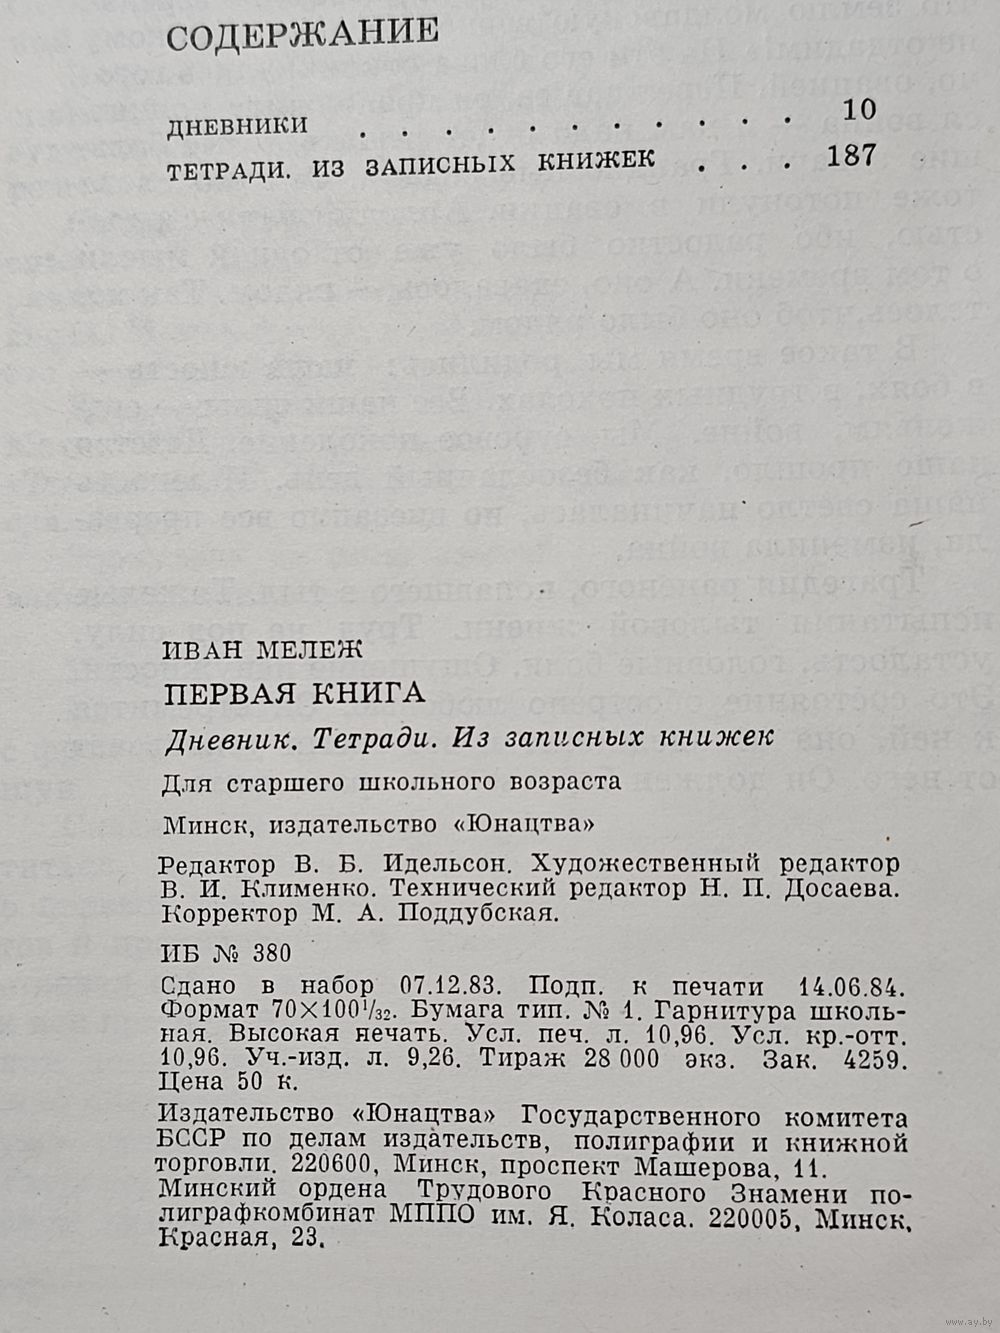 СОДЕРЖАНИЕ
ДНЕВНИКИ . . . . . . . . . . . 10
ТЕТРАДИ. ИЗ ЗАПИСНЫХ КНИЖЕК . . . 187
ИВАН МЕЛЕЖ
ПЕРВАЯ КНИГА
Дневник. Тетради. Из записных книжек
Для старшего школьного возраста
Минск, издательство «Юнацтва»
Редактор В. Б. Идельсон. Художественный редактор
В. И. Клименко. Технический редактор Н. П. Досаева.
Корректор М. А. Поддубская.
ИБ № 380
Сдано в набор 07.12.83. Подп. к печати 14.06.84.
Формат 70×100¹/₃₂. Бумага тип. № 1. Гарнитура школь-
ная. Высокая печать. Усл. печ. л. 10,96. Усл. кр.-отт.
10,96. Уч.-изд. л. 9,26. Тираж 28 000 экз. Зак. 4259.
Цена 50 к.
Издательство «Юнацтва» Государственного комитета
БССР по делам издательств, полиграфии и книжной
торговли. 220600, Минск, проспект Машерова, 11.
Минский ордена Трудового Красного Знамени по-
лиграфкомбинат МППО им. Я. Коласа. 220005, Минск,
Красная, 23.
www.ay.by